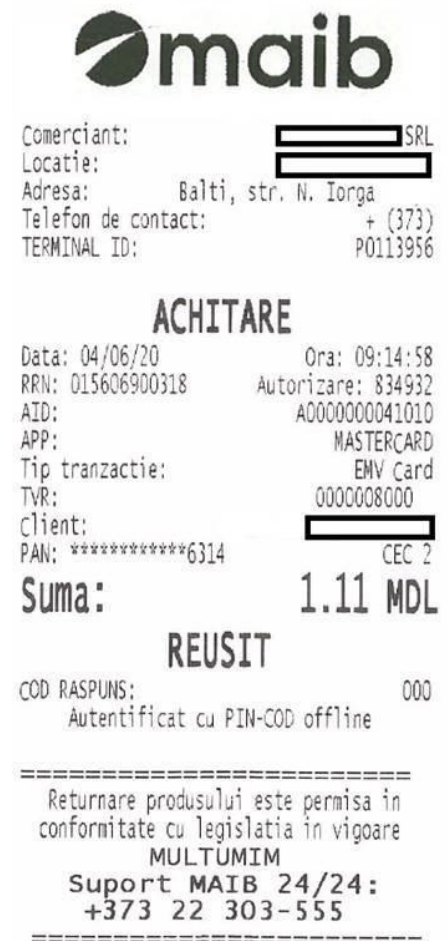 maib
Comerciant: SRL
Locatie:
Adresa: Balti, str. N. Iorga
Telefon de contact: + (373)
TERMINAL ID: P0113956
ACHITARE
Data: 04/06/20 Ora: 09:14:58
RRN: 015606900318 Autorizare: 834932
AID: A0000000041010
APP: MASTERCARD
Tip tranzactie: EMV Card
TVR: 0000008000
Client:
PAN: ************6314 CEC 2
Suma: 1.11 MDL
REUSIT
COD RASPUNS: 000
Autentificat cu PIN-COD offline
=========================
Returnare produsului este permisa in
conformitate cu legislatia in vigoare
MULTUMIM
Suport MAIB 24/24:
+373 22 303-555
=========================